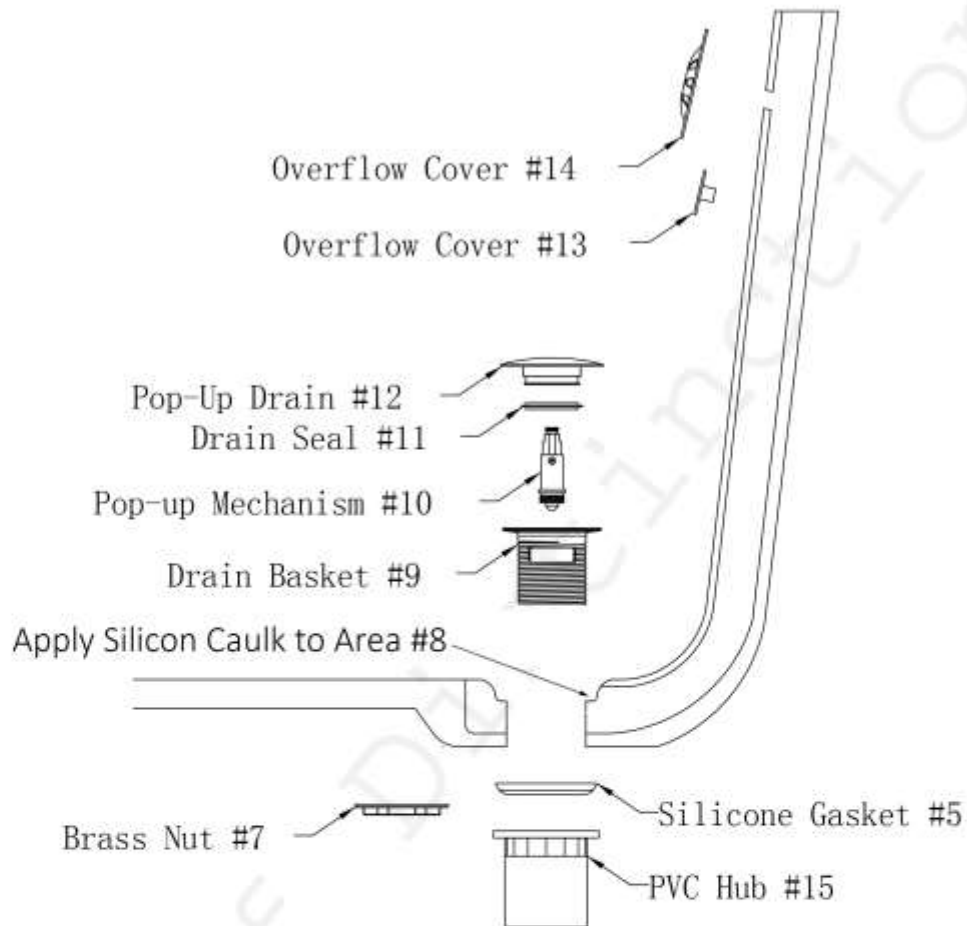 Overflow Cover #14
Overflow Cover #13
Pop-Up Drain #12
Drain Seal #11
Pop-up Mechanism #10
Drain Basket #9
Apply Silicon Caulk to Area #8
Silicone Gasket #5
Brass Nut #7
PVC Hub #15